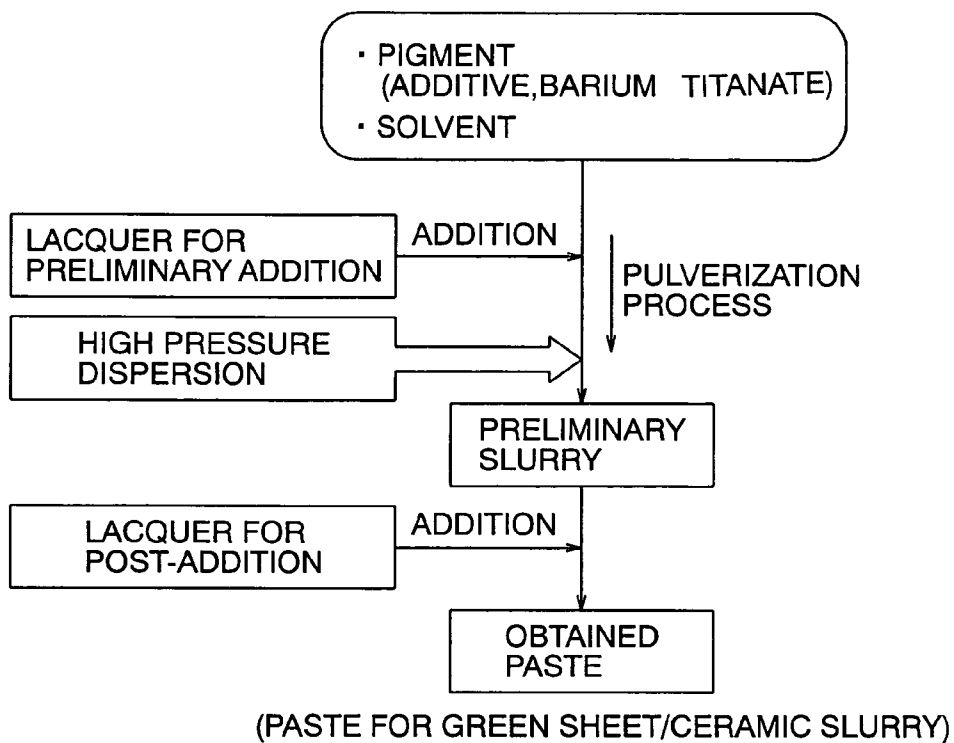 · PIGMENT
(ADDITIVE,BARIUM TITANATE)
· SOLVENT
LACQUER FOR
PRELIMINARY ADDITION
ADDITION
PULVERIZATION
PROCESS
HIGH PRESSURE
DISPERSION
PRELIMINARY
SLURRY
LACQUER FOR
POST-ADDITION
ADDITION
OBTAINED
PASTE
(PASTE FOR GREEN SHEET/CERAMIC SLURRY)